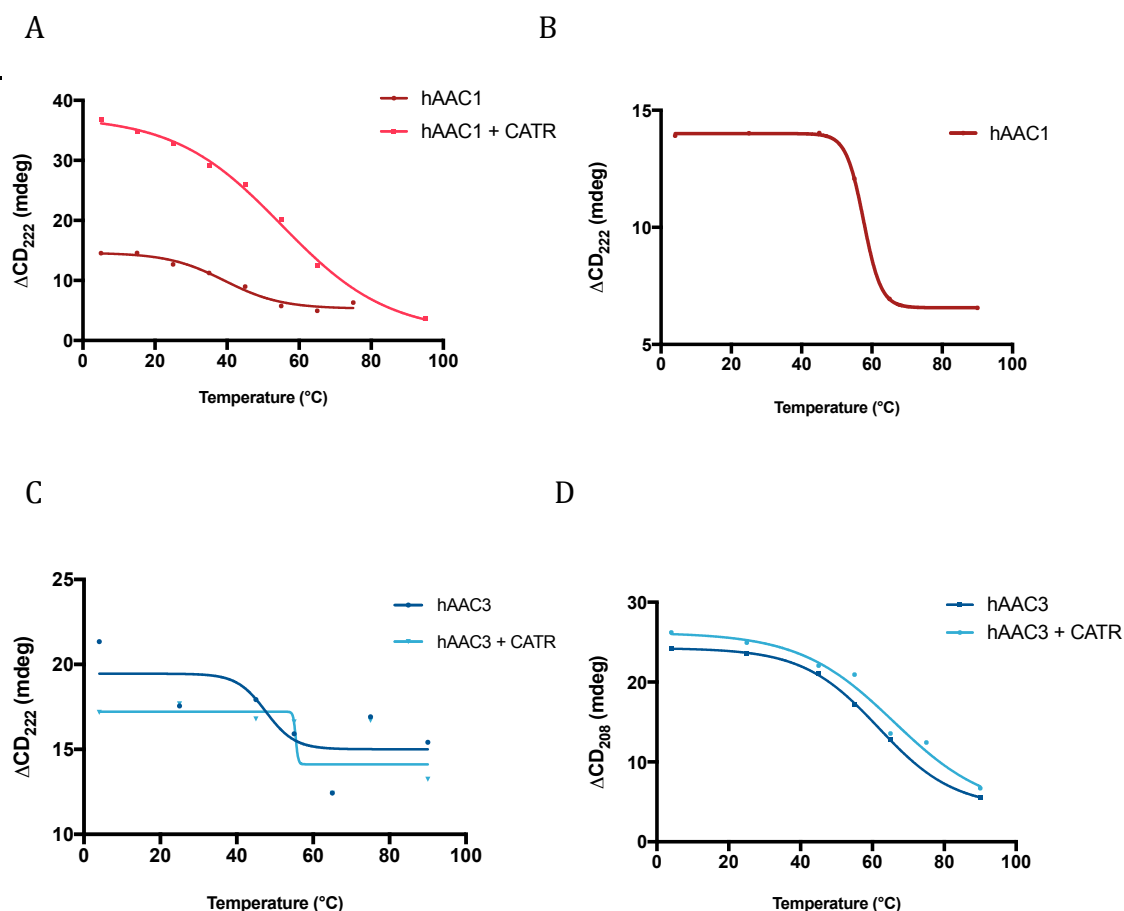 A
B
hAAC1
hAAC1 + CATR
ΔCD222 (mdeg)
40
30
20
10
0
0 20 40 60 80 100
Temperature (°C)
hAAC1
ΔCD222 (mdeg)
15
10
5
0 20 40 60 80 100
Temperature (°C)
C
D
hAAC3
hAAC3 + CATR
ΔCD222 (mdeg)
25
20
15
10
0 20 40 60 80 100
Temperature (°C)
hAAC3
hAAC3 + CATR
ΔCD208 (mdeg)
30
20
10
0
0 20 40 60 80 100
Temperature (°C)